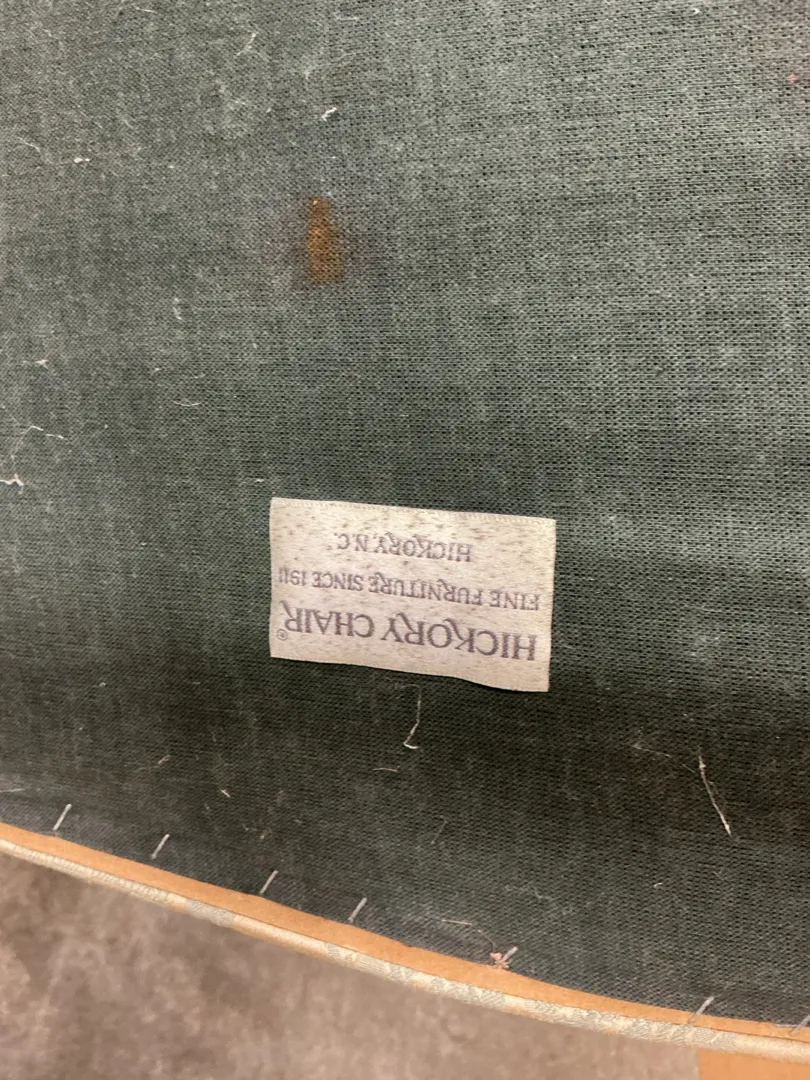 HICKORY CHAIR®
FINE FURNITURE SINCE 1911
HICKORY, N.C.